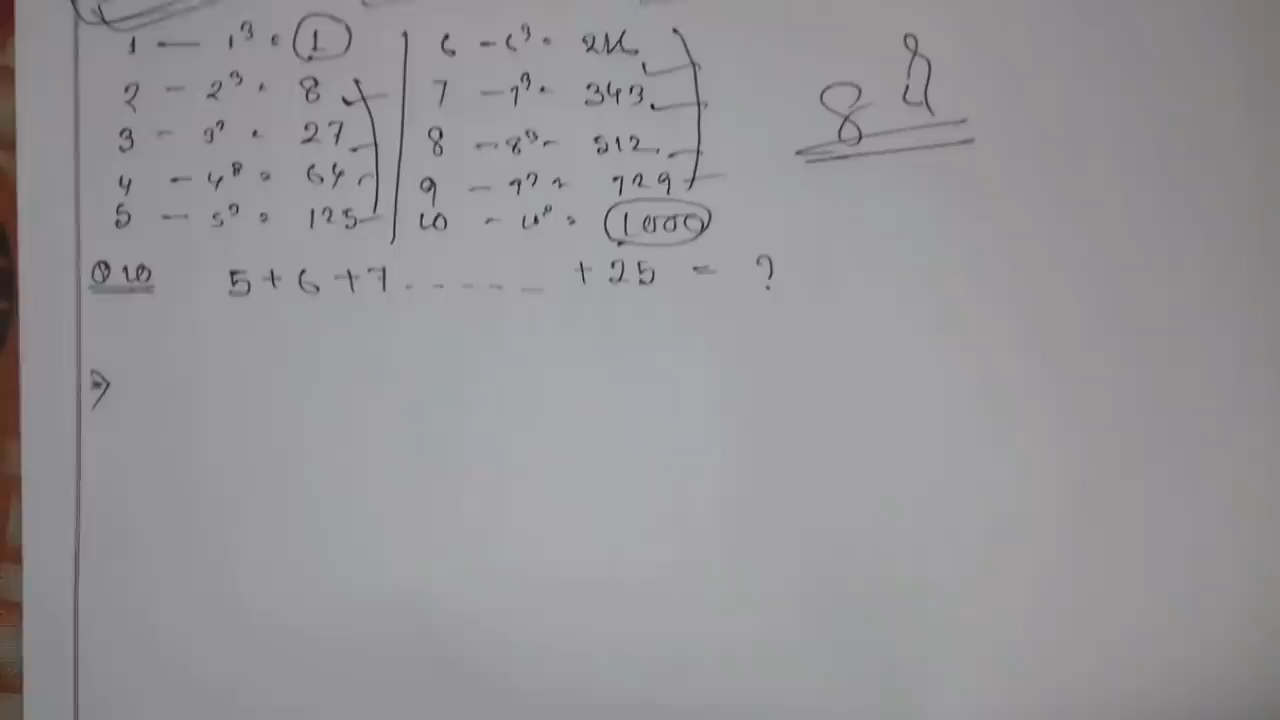 1 — 1³ = 1 | 6 - 6³ = 216
2 - 2³ = 8 | 7 - 7³ = 343
3 - 3³ = 27 | 8 - 8³ = 512
4 - 4³ = 64 | 9 - 9³ = 729
5 - 5³ = 125 | 10 - 10³ = 1000
8
5+6+7 ...... +25 = ?
⇒